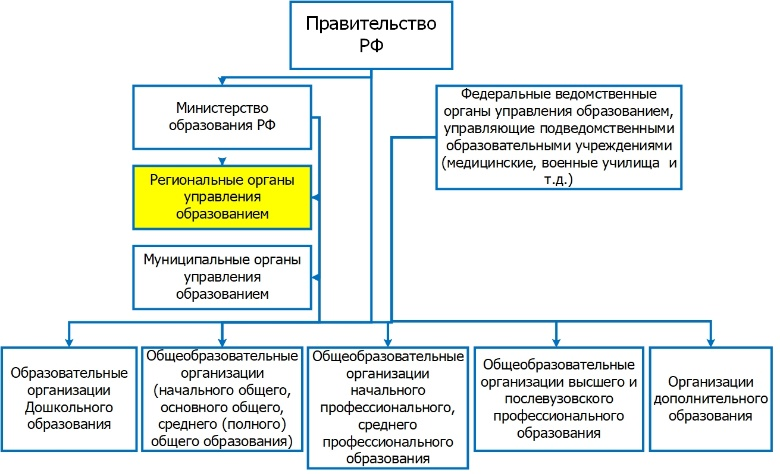 Правительство
РФ
Министерство
образования РФ
Федеральные ведомственные
органы управления образованием,
управляющие подведомственными
образовательными учреждениями
(медицинские, военные училища и
т.д.)
Региональные органы
управления
образованием
Муниципальные органы
управления
образованием
Образовательные
организации
Дошкольного
образования
Общеобразовательные
организации
(начального общего,
основного общего,
среднего (полного)
общего образования)
Общеобразовательные
организации
начального
профессионального,
среднего
профессионального
образования
Общеобразовательные
организации высшего и
послевузовского
профессионального
образования
Организации
дополнительного
образования